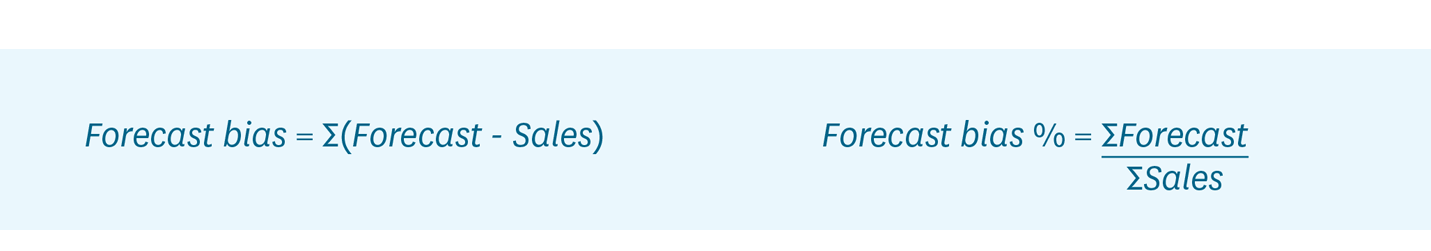 Forecast bias = Σ(Forecast - Sales)
Forecast bias % = ΣForecast
ΣSales